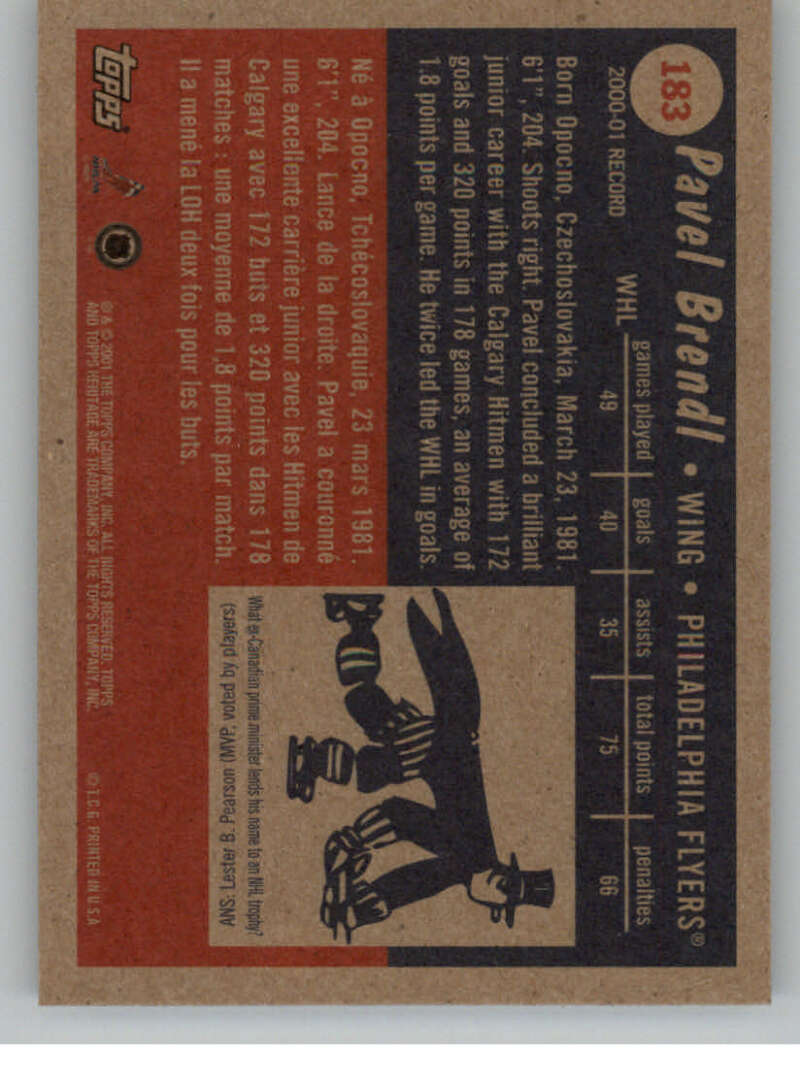 183
Pavel Brendl • WING • PHILADELPHIA FLYERS®
2000-01 RECORD
games played goals assists total points penalties
WHL 49 40 35 75 66
Born Opocno, Czechoslovakia, March 23, 1981.
6'1", 204. Shoots right. Pavel concluded a brilliant
junior career with the Calgary Hitmen with 172
goals and 320 points in 178 games, an average of
1.8 points per game. He twice led the WHL in goals.
Né à Opocno, Tchécoslovaquie, 23 mars 1981.
6'1", 204. Lance de la droite. Pavel a couronné
une excellente carrière junior avec les Hitmen de
Calgary avec 172 buts et 320 points dans 178
matches : une moyenne de 1,8 points par match.
Il a mené la LOH deux fois pour les buts.
What ex-Canadian prime minister lends his name to an NHL trophy?
ANS: Lester B. Pearson (MVP, voted by players)
topps
® & © 2001 THE TOPPS COMPANY, INC. ALL RIGHTS RESERVED. TOPPS
AND TOPPS HERITAGE ARE TRADEMARKS OF THE TOPPS COMPANY, INC.
© T.C.G. PRINTED IN U.S.A.